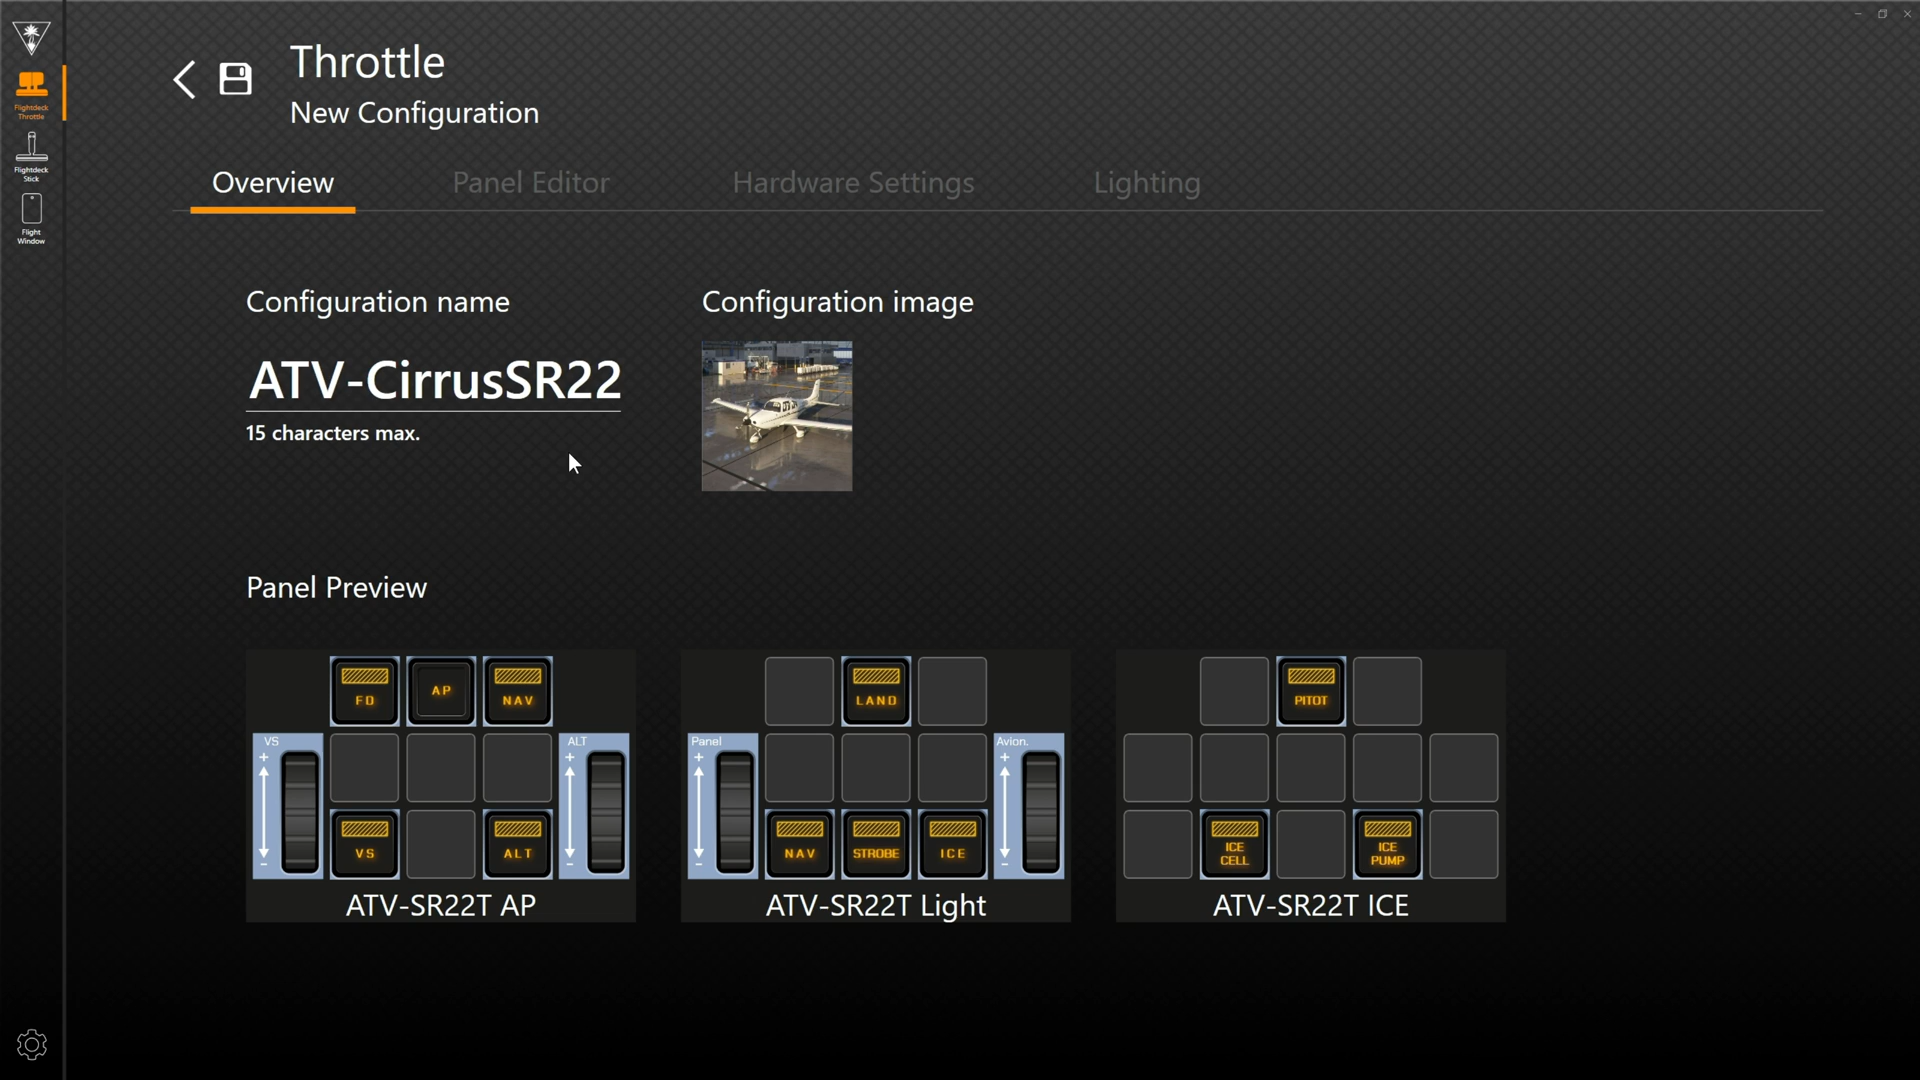 Throttle
New Configuration
Flightdeck
Throttle
Flightdeck
Stick
Flight
Window
Overview
Panel Editor
Hardware Settings
Lighting
Configuration name
Configuration image
ATV-CirrusSR22
15 characters max.
Panel Preview
FD
AP
NAV
VS
+
-
ALT
+
-
VS
ALT
ATV-SR22T AP
LAND
Panel
+
-
Avion.
+
-
NAV
STROBE
ICE
ATV-SR22T Light
PITOT
ICE
CELL
ICE
PUMP
ATV-SR22T ICE